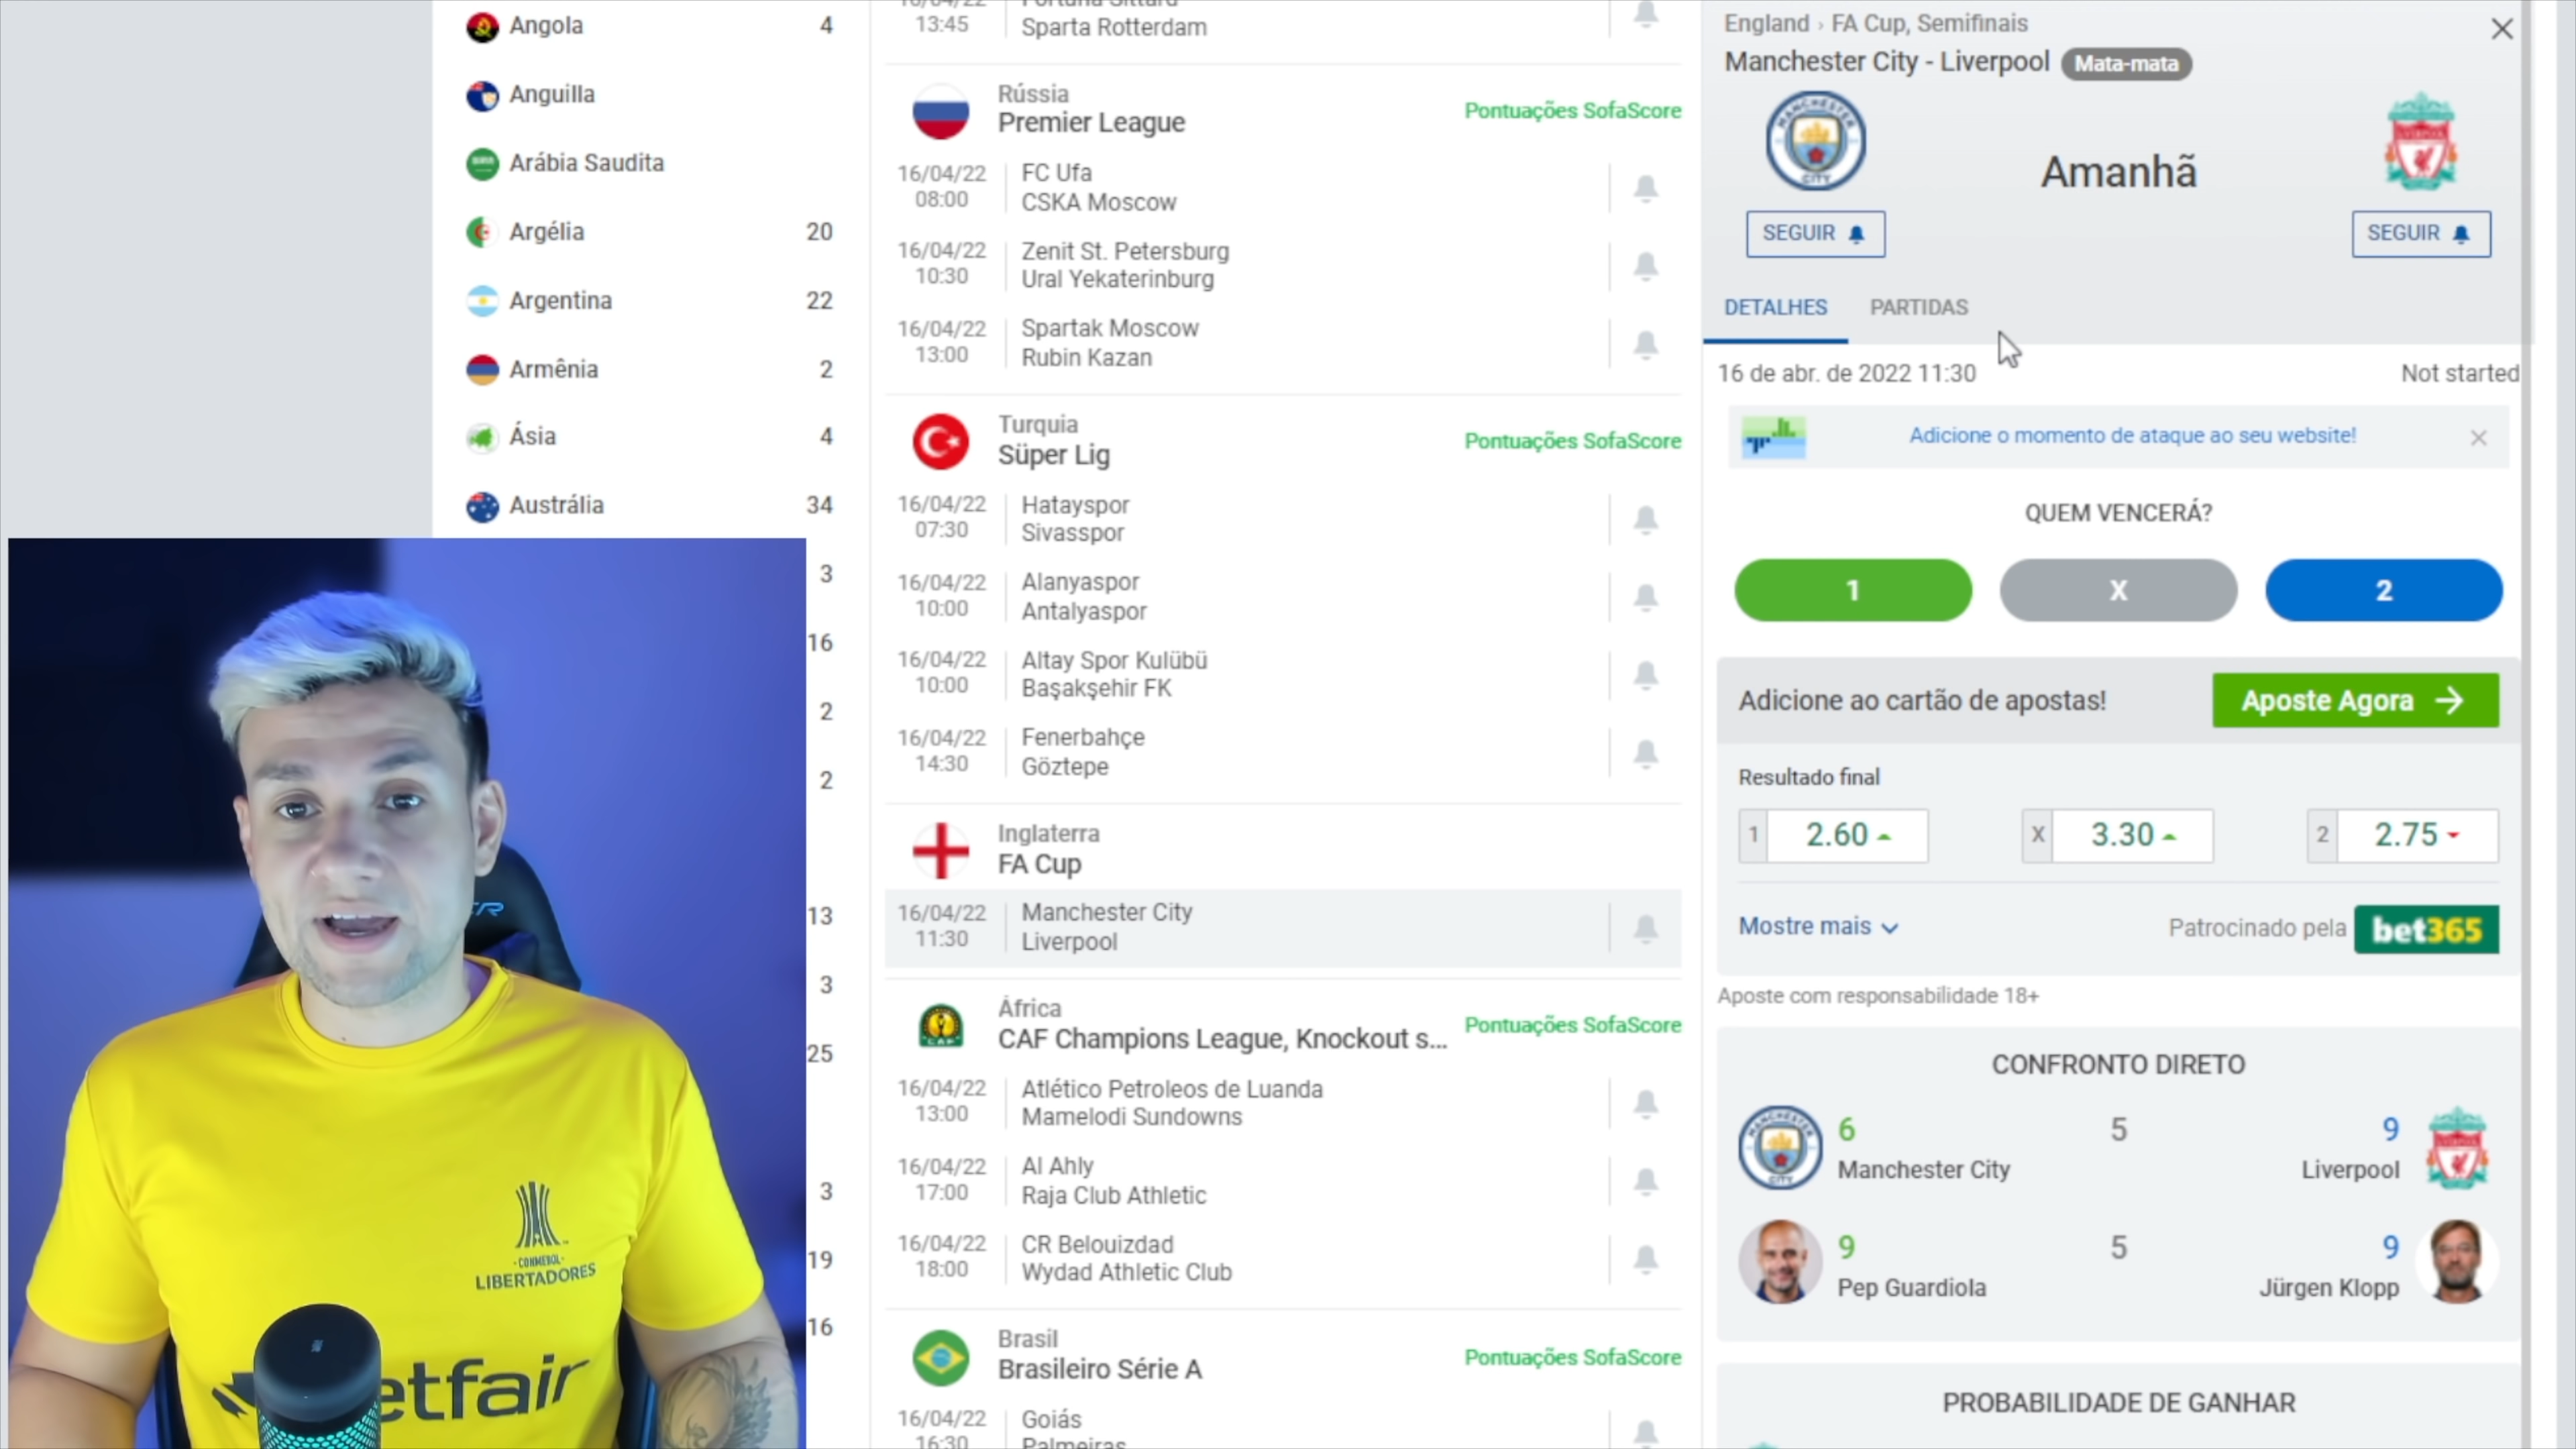 Angola 4
Anguilla
Arábia Saudita
Argélia 20
Argentina 22
Armênia 2
Ásia 4
Austrália 34
3
16
2
2
13
3
25
3
19
16
CONMEBOL
LIBERTADORES
etfair
13:45
Sparta Rotterdam
Rússia
Premier League
Pontuações SofaScore
16/04/22 FC Ufa
08:00 CSKA Moscow
16/04/22 Zenit St. Petersburg
10:30 Ural Yekaterinburg
16/04/22 Spartak Moscow
13:00 Rubin Kazan
Turquia
Süper Lig
Pontuações SofaScore
16/04/22 Hatayspor
07:30 Sivasspor
16/04/22 Alanyaspor
10:00 Antalyaspor
16/04/22 Altay Spor Kulübü
10:00 Başakşehir FK
16/04/22 Fenerbahçe
14:30 Göztepe
Inglaterra
FA Cup
16/04/22 Manchester City
11:30 Liverpool
África
CAF Champions League, Knockout s...
Pontuações SofaScore
16/04/22 Atlético Petroleos de Luanda
13:00 Mamelodi Sundowns
16/04/22 Al Ahly
17:00 Raja Club Athletic
16/04/22 CR Belouizdad
18:00 Wydad Athletic Club
Brasil
Brasileiro Série A
Pontuações SofaScore
16/04/22 Goiás
16:30 Palmeiras
England › FA Cup, Semifinais
Manchester City - Liverpool Mata-mata
MANCHESTER
CITY
Amanhã
SEGUIR
SEGUIR
DETALHES PARTIDAS
16 de abr. de 2022 11:30 Not started
Adicione o momento de ataque ao seu website!
QUEM VENCERÁ?
1 X 2
Adicione ao cartão de apostas! Aposte Agora
Resultado final
1 2.60 X 3.30 2 2.75
Mostre mais Patrocinado pela bet365
Aposte com responsabilidade 18+
CONFRONTO DIRETO
6 5 9
Manchester City Liverpool
9 5 9
Pep Guardiola Jürgen Klopp
PROBABILIDADE DE GANHAR